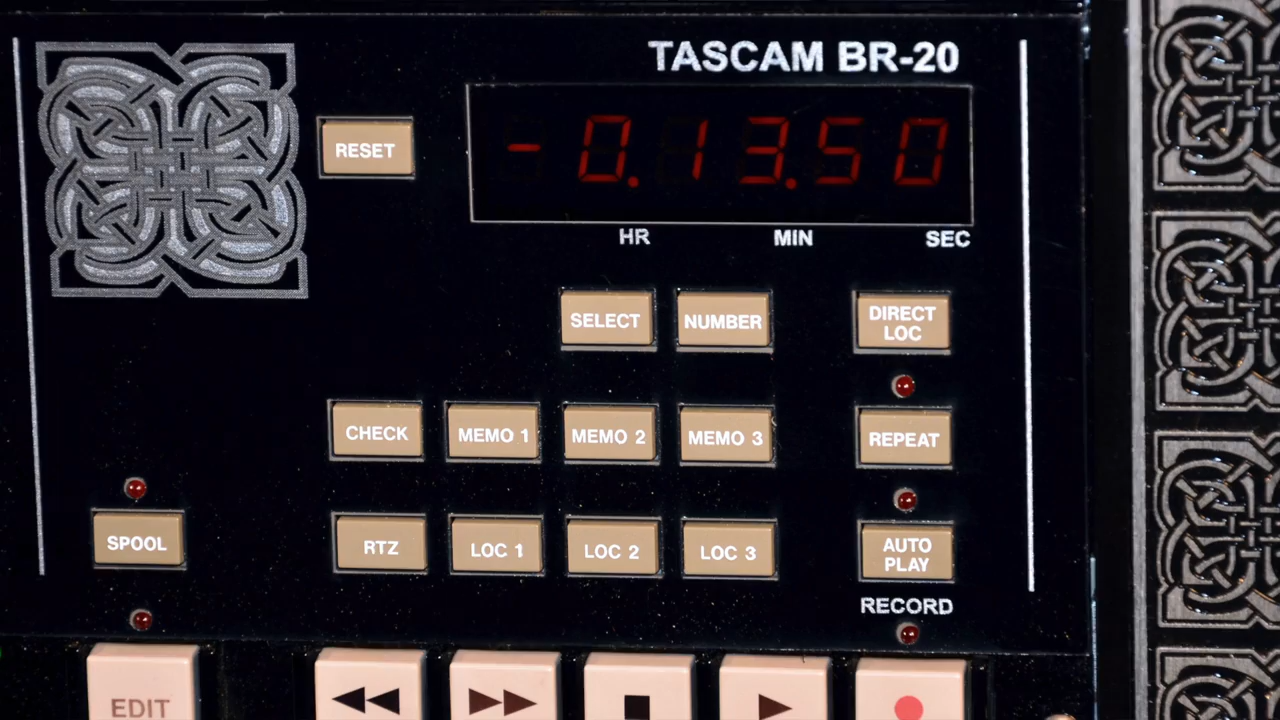 TASCAM BR-20
RESET
- 0. 13. 50
HR MIN SEC
SELECT NUMBER DIRECT
LOC
CHECK MEMO 1 MEMO 2 MEMO 3 REPEAT
SPOOL RTZ LOC 1 LOC 2 LOC 3 AUTO
PLAY
RECORD
EDIT